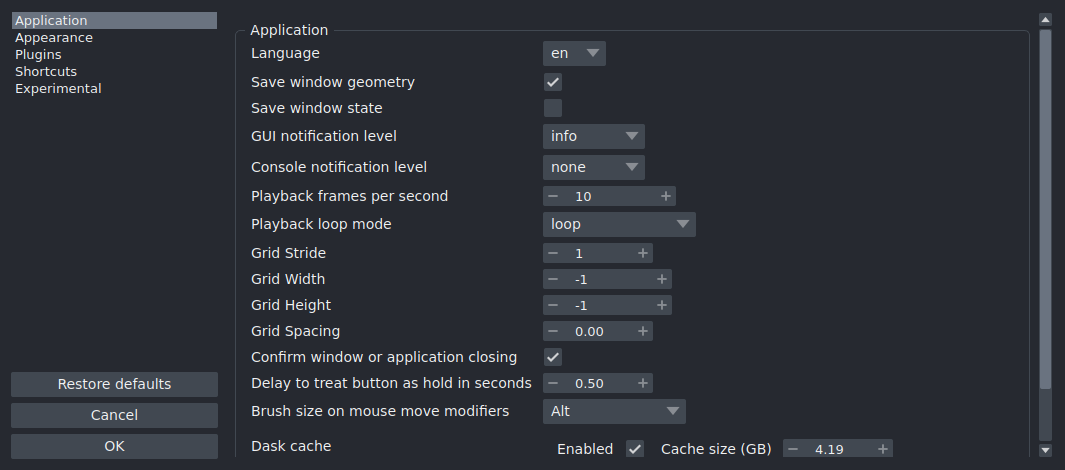 Application
Appearance
Plugins
Shortcuts
Experimental
Restore defaults
Cancel
OK
Application
Language en
Save window geometry
Save window state
GUI notification level info
Console notification level none
Playback frames per second 10
Playback loop mode loop
Grid Stride 1
Grid Width -1
Grid Height -1
Grid Spacing 0.00
Confirm window or application closing
Delay to treat button as hold in seconds 0.50
Brush size on mouse move modifiers Alt
Dask cache Enabled Cache size (GB) 4.19